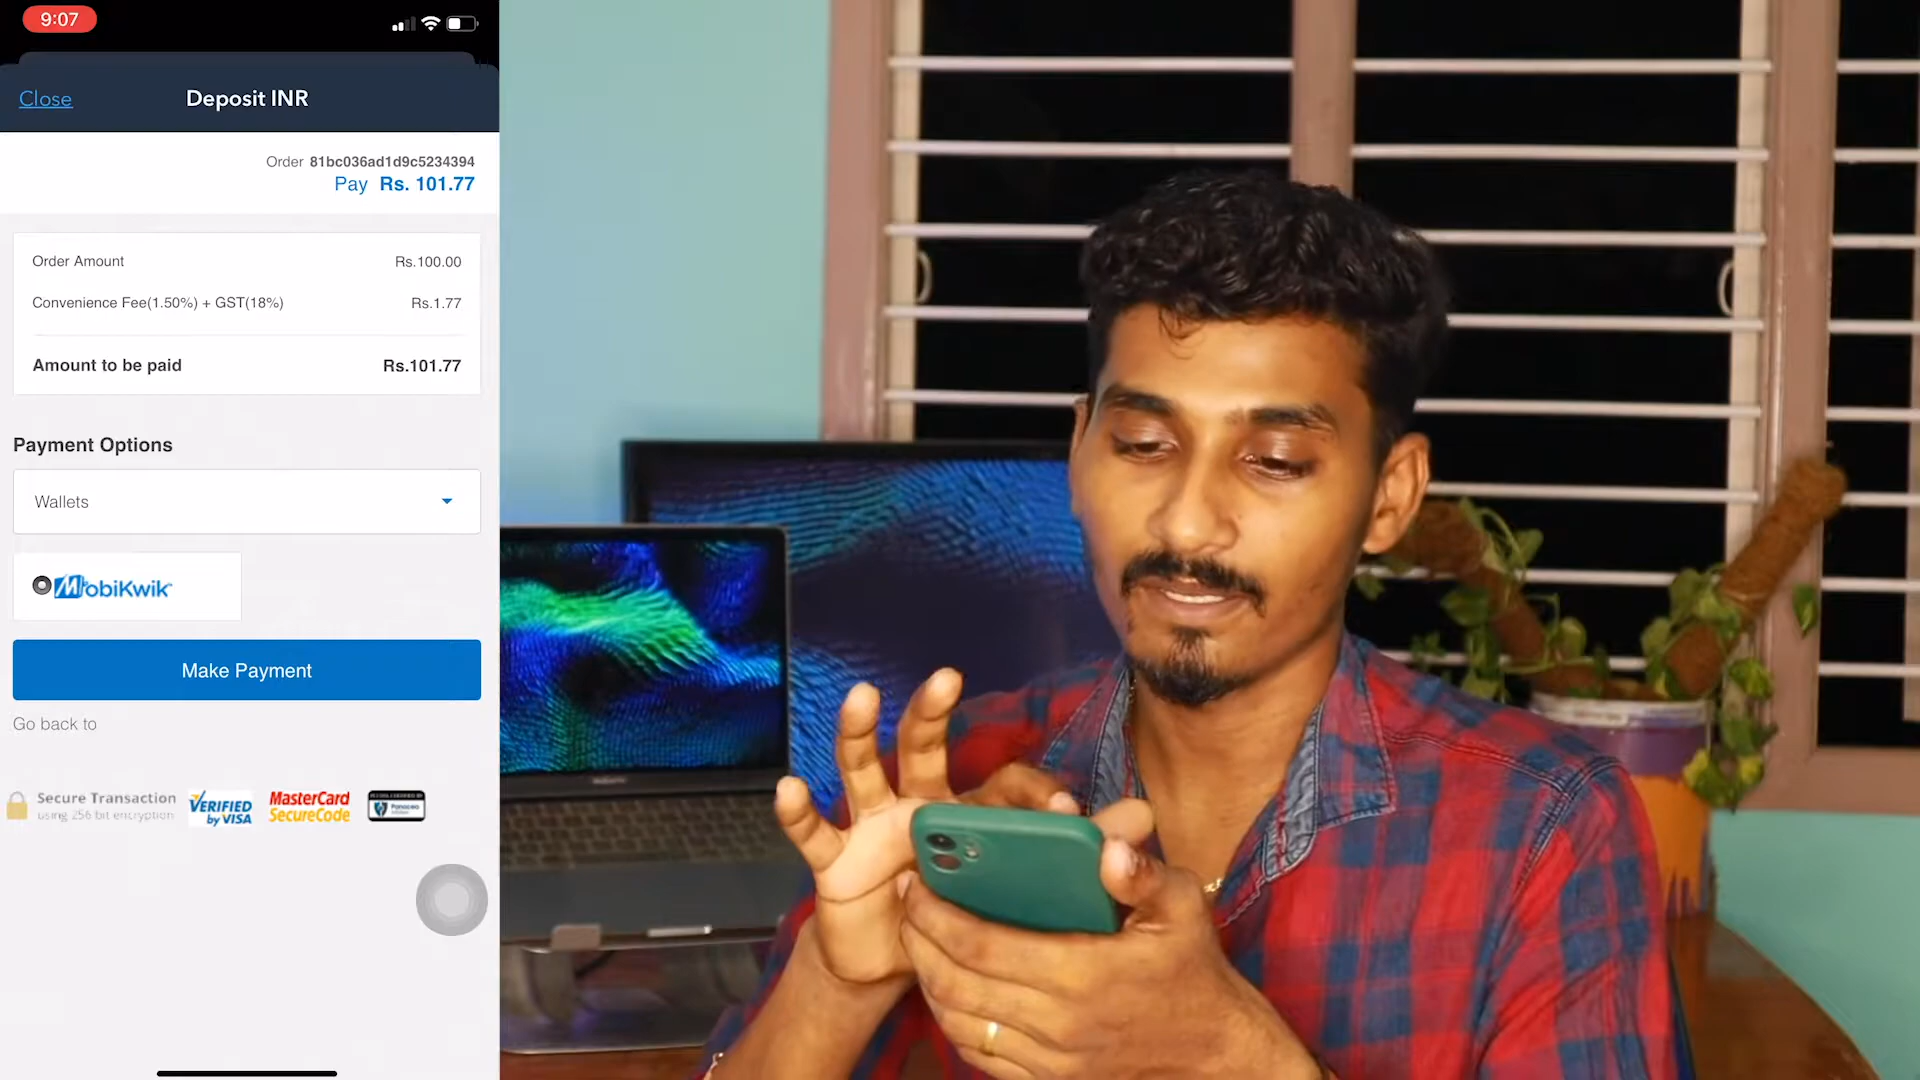 9:07
Close
Deposit INR
Order 81bc036ad1d9c5234394
Pay Rs. 101.77
Order Amount Rs.100.00
Convenience Fee(1.50%) + GST(18%) Rs.1.77
Amount to be paid Rs.101.77
Payment Options
Wallets
MobiKwik
Make Payment
Go back to
Secure Transaction
using 256 bit encryption
VERIFIED
by VISA
MasterCard
SecureCode